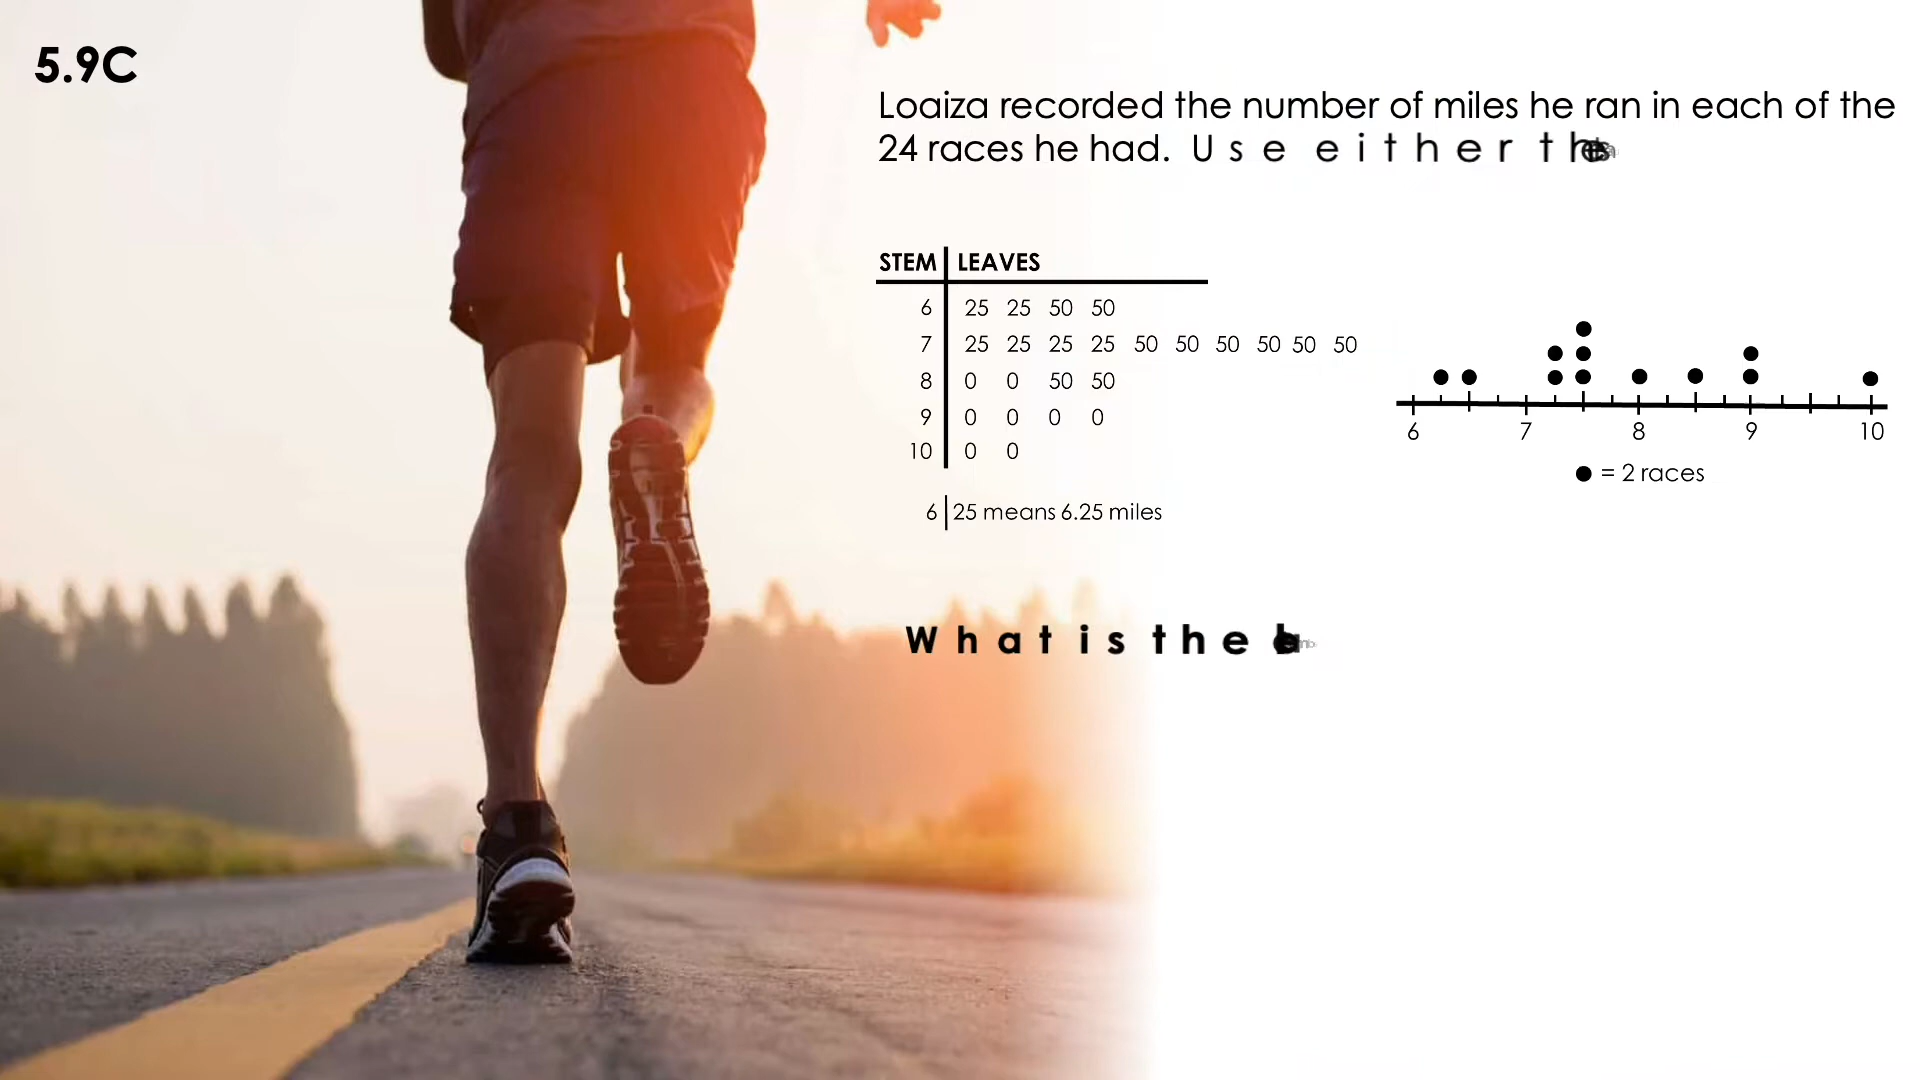 5.9C
Loaiza recorded the number of miles he ran in each of the
24 races he had. Use either
STEM LEAVES
6 25 25 50 50
7 25 25 25 25 50 50 50 50 50 50
8 0 0 50 50
9 0 0 0 0
10 0 0
6 25 means 6.25 miles
6 7 8 9 10
= 2 races
What is the